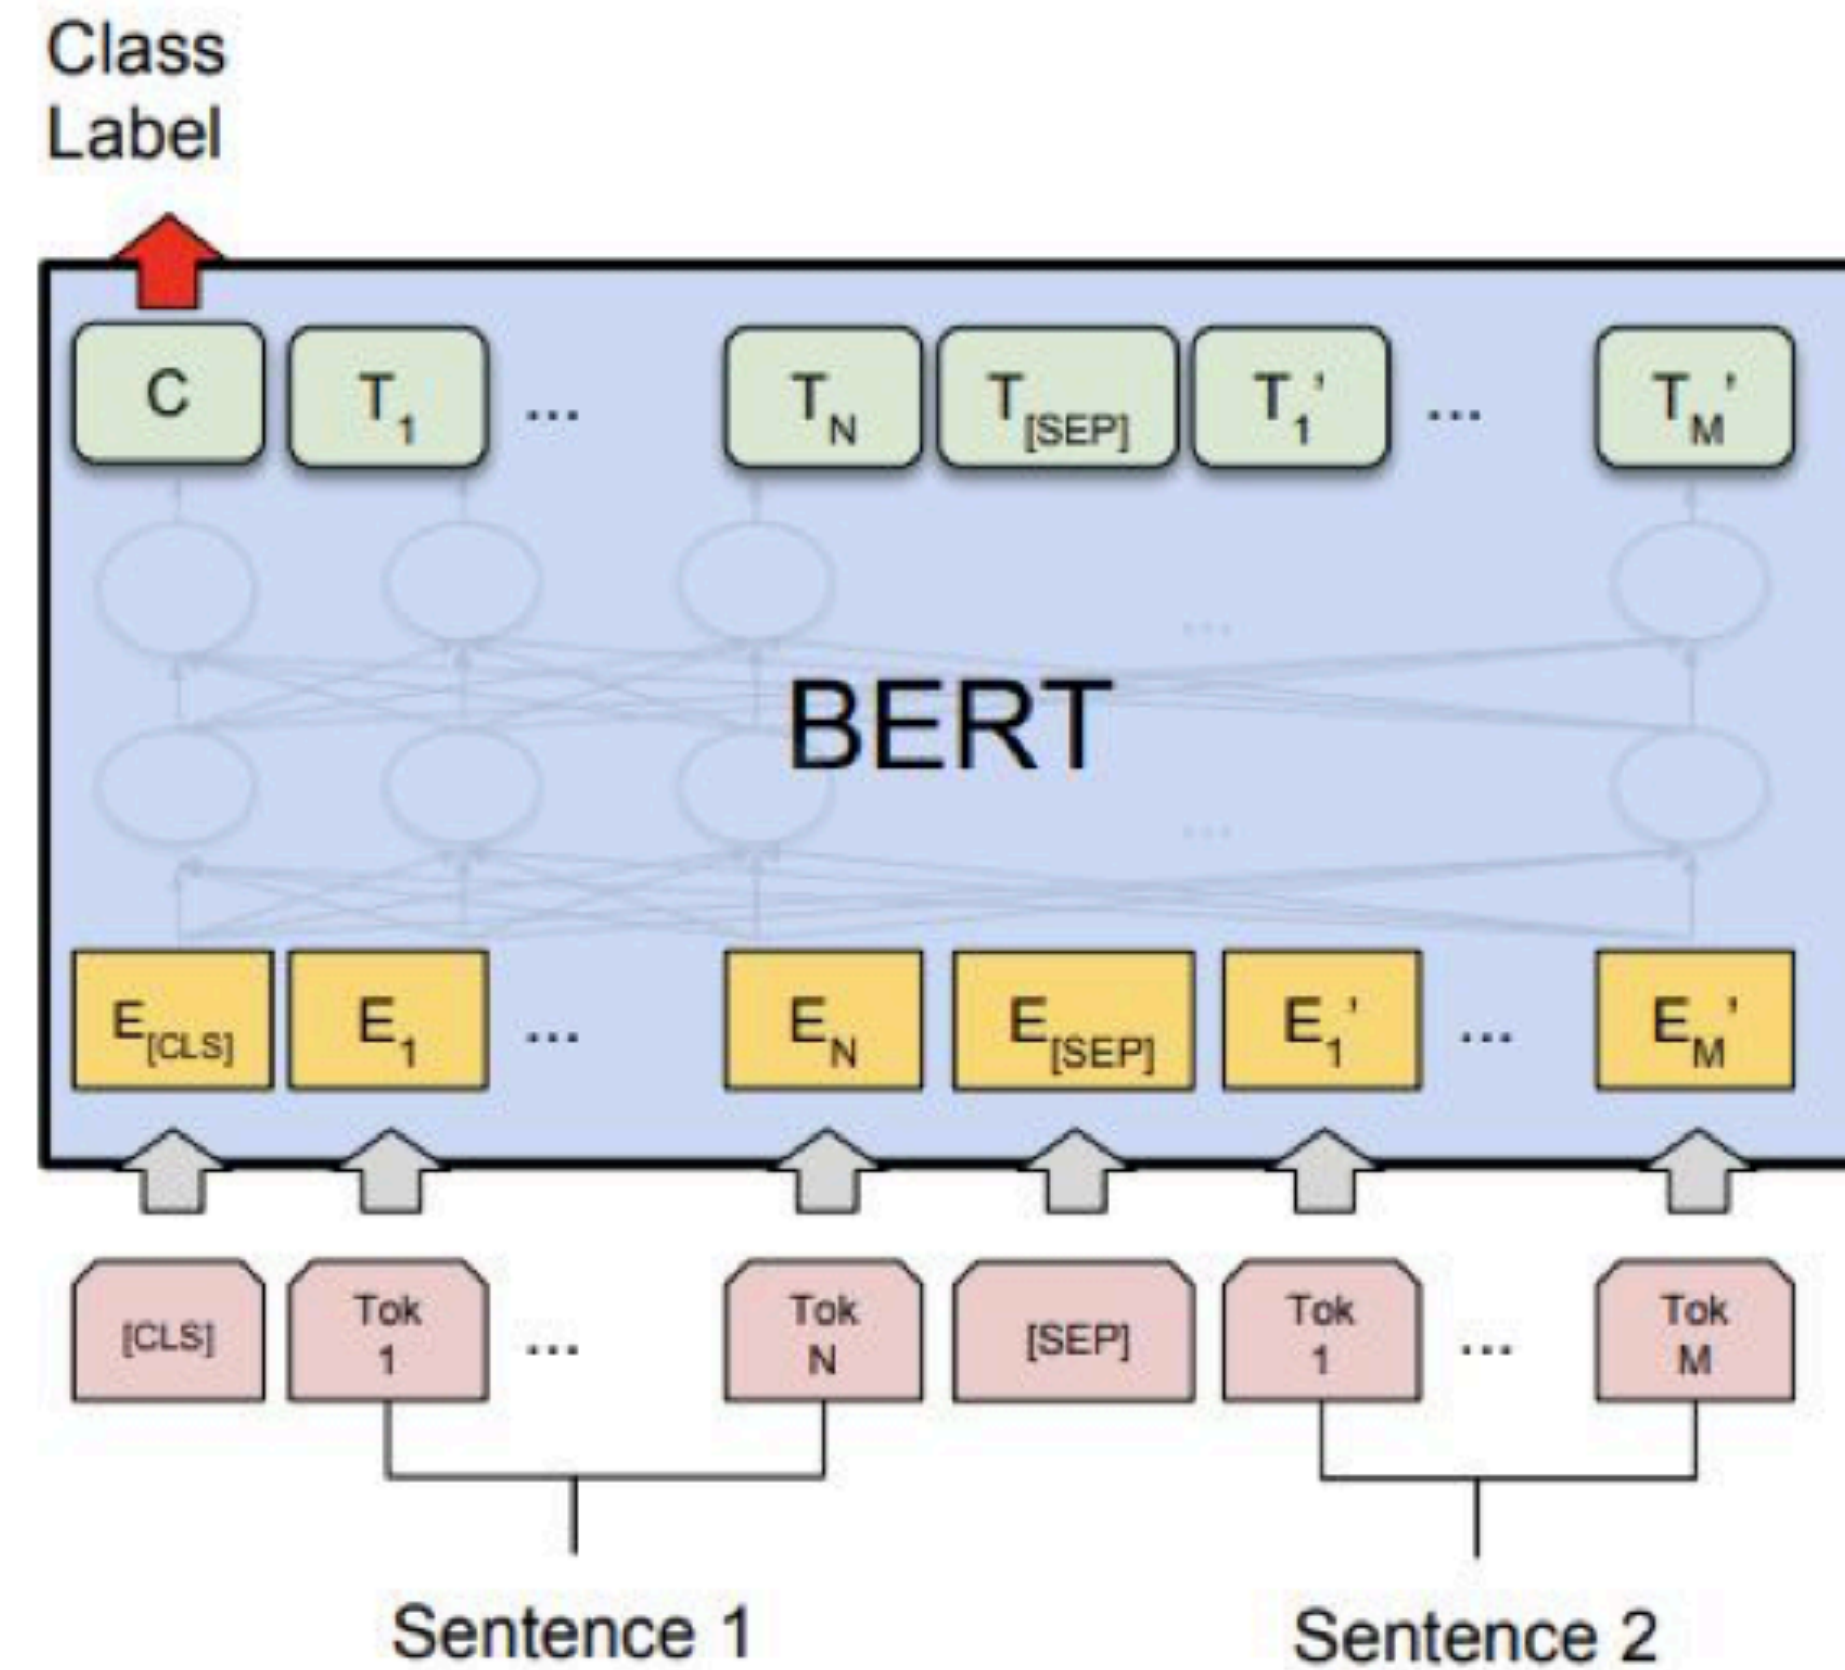 Class
Label
C T1 ... TN T[SEP] T1' ... TM'
...
BERT
...
E[CLS] E1 ... EN E[SEP] E1' ... EM'
[CLS] Tok 1 ... Tok N [SEP] Tok 1 ... Tok M
Sentence 1 Sentence 2